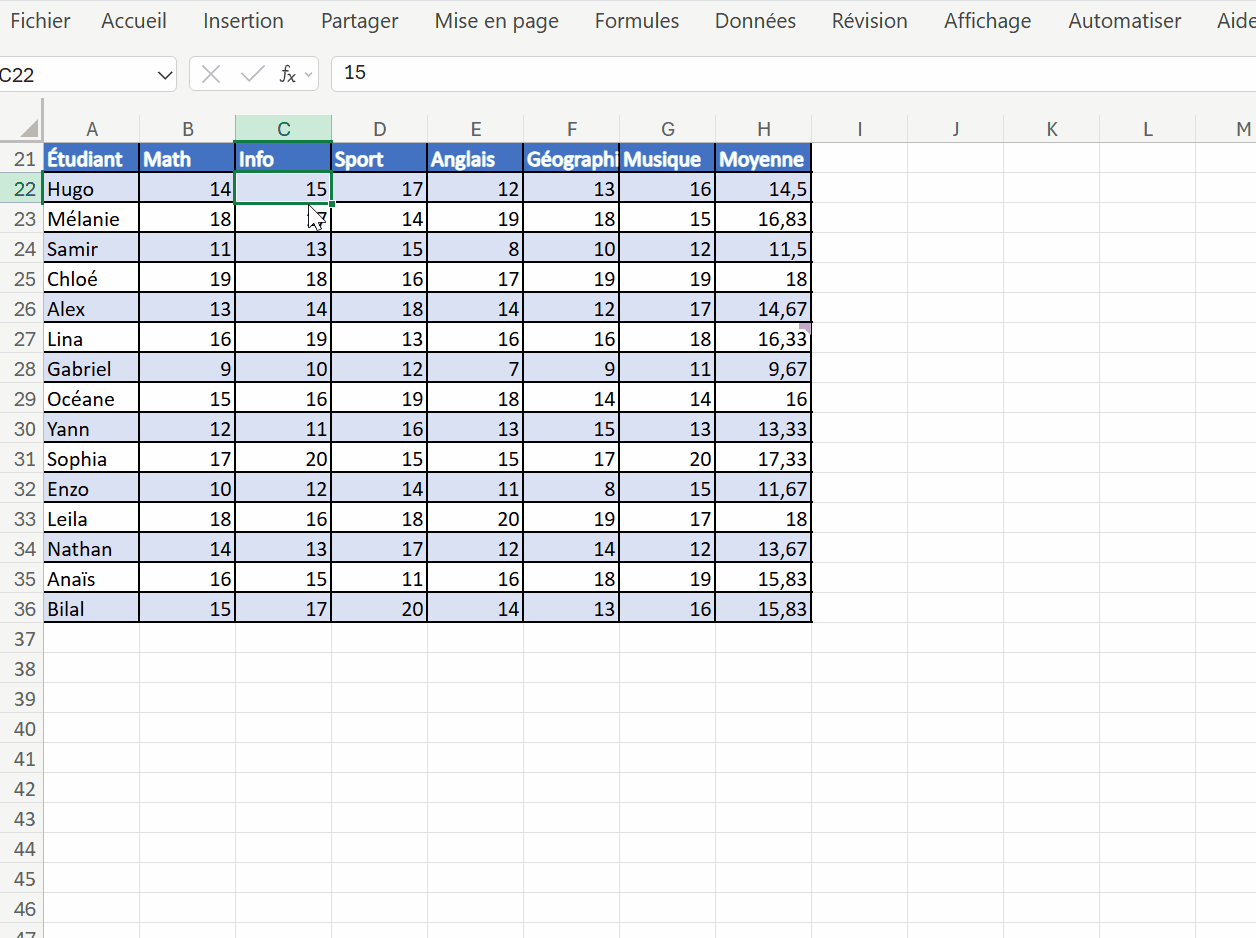 Fichier Accueil Insertion Partager Mise en page Formules Données Révision Affichage Automatiser Aide
C22 fx 15
A B C D E F G H I J K L M
21 Étudiant Math Info Sport Anglais Géographi Musique Moyenne
22 Hugo 14 15 17 12 13 16 14,5
23 Mélanie 18 14 19 18 15 16,83
24 Samir 11 13 15 8 10 12 11,5
25 Chloé 19 18 16 17 19 19 18
26 Alex 13 14 18 14 12 17 14,67
27 Lina 16 19 13 16 16 18 16,33
28 Gabriel 9 10 12 7 9 11 9,67
29 Océane 15 16 19 18 14 14 16
30 Yann 12 11 16 13 15 13 13,33
31 Sophia 17 20 15 15 17 20 17,33
32 Enzo 10 12 14 11 8 15 11,67
33 Leila 18 16 18 20 19 17 18
34 Nathan 14 13 17 12 14 12 13,67
35 Anaïs 16 15 11 16 18 19 15,83
36 Bilal 15 17 20 14 13 16 15,83
37
38
39
40
41
42
43
44
45
46
47